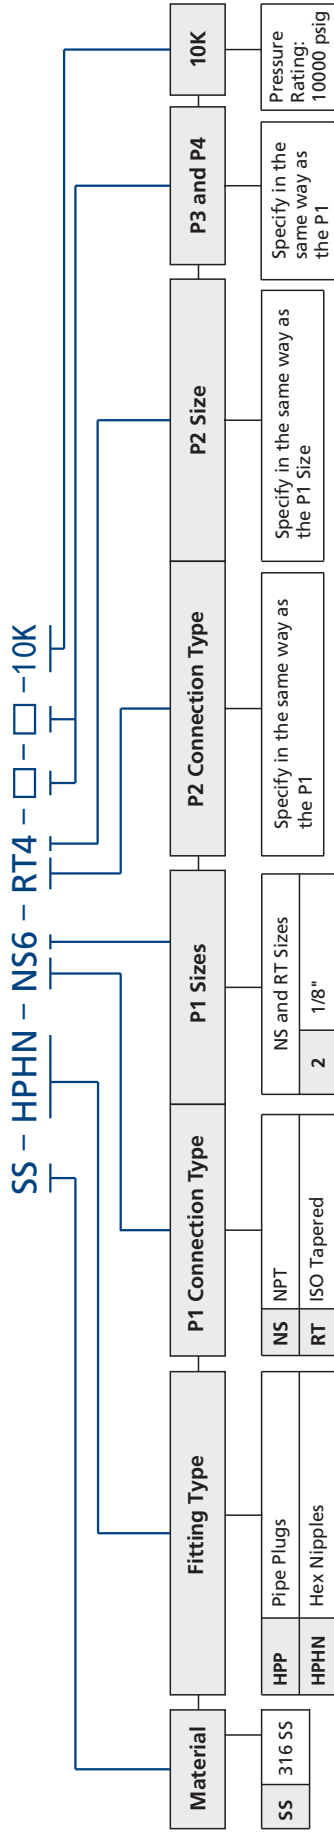 SS – HPHN – NS6 – RT4 – □ – □ –10K
Material
Fitting Type
P1 Connection Type
P1 Sizes
P2 Connection Type
P2 Size
P3 and P4
10K
SS 316 SS
HPP Pipe Plugs
HPHN Hex Nipples
NS NPT
RT ISO Tapered
NS and RT Sizes
2 1/8"
Specify in the same way as
the P1
Specify in the same way as
the P1 Size
Specify in the
same way as
the P1
Pressure
Rating:
10000 psig